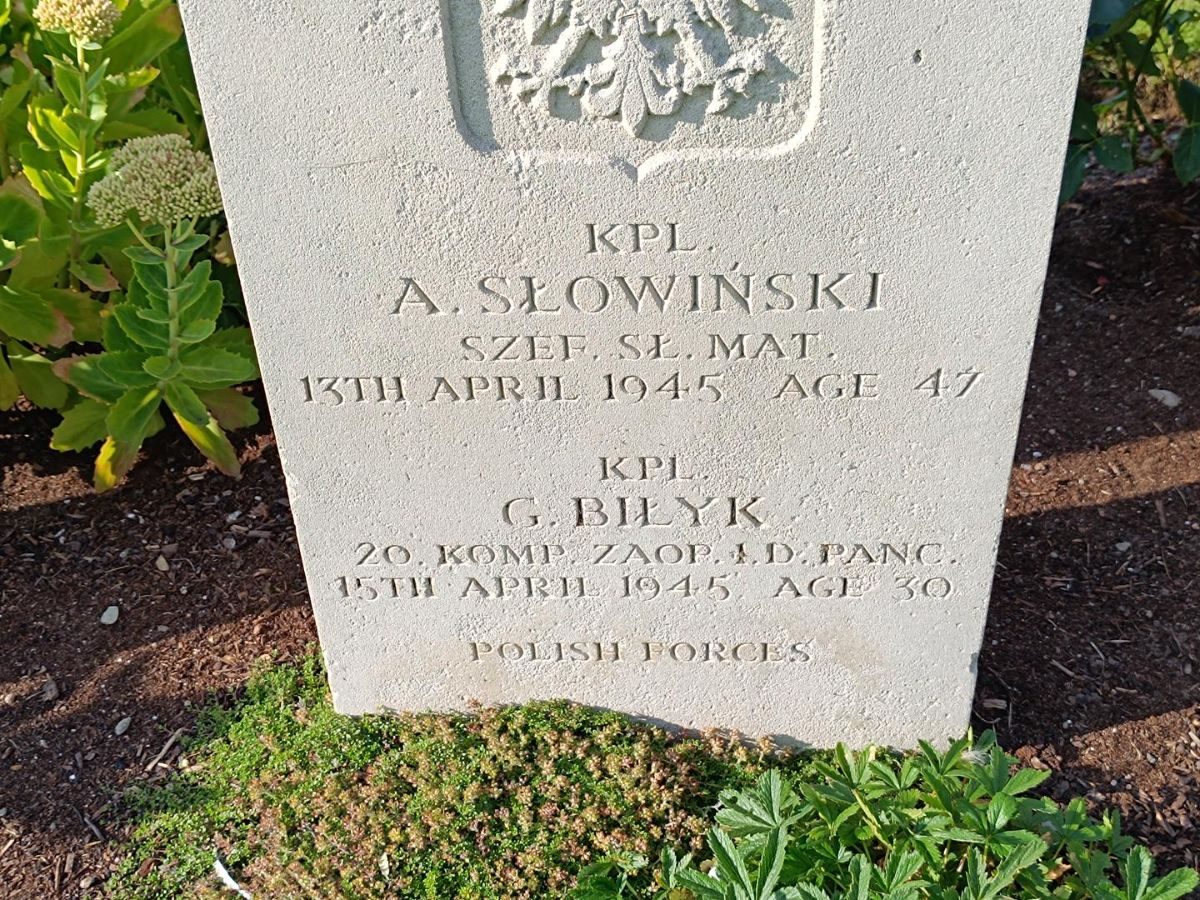 KPL.
A. SŁOWIŃSKI
SZEF. SŁ. MAT.
13TH APRIL 1945 AGE 47
KPL.
G. BIŁYK
20. KOMP. ZAOP. 1. D. PANC.
15TH APRIL 1945 AGE 30
POLISH FORCES